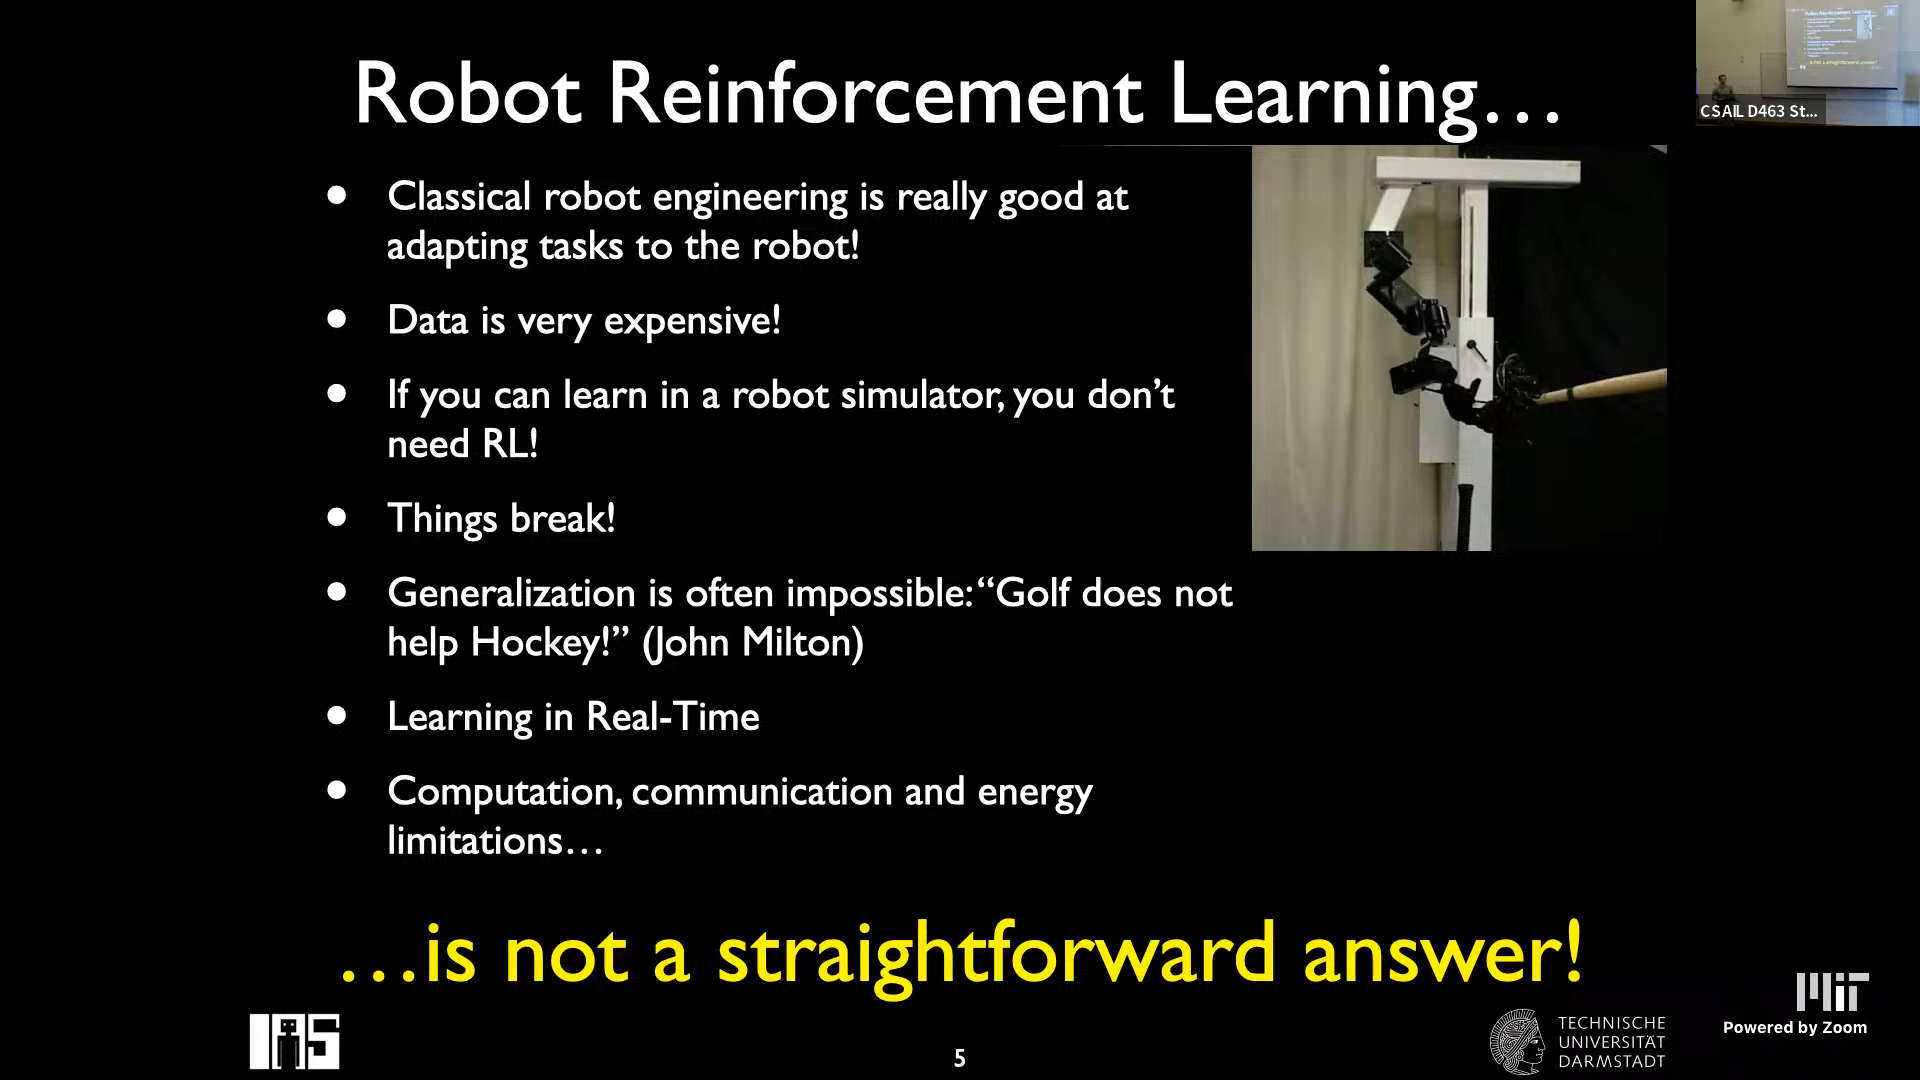 Robot Reinforcement Learning…
CSAIL D463 St...
• Classical robot engineering is really good at
adapting tasks to the robot!
• Data is very expensive!
• If you can learn in a robot simulator, you don’t
need RL!
• Things break!
• Generalization is often impossible: “Golf does not
help Hockey!” (John Milton)
• Learning in Real-Time
• Computation, communication and energy
limitations…
…is not a straightforward answer!
IAS
5
TECHNISCHE
UNIVERSITÄT
DARMSTADT
MIT
Powered by Zoom